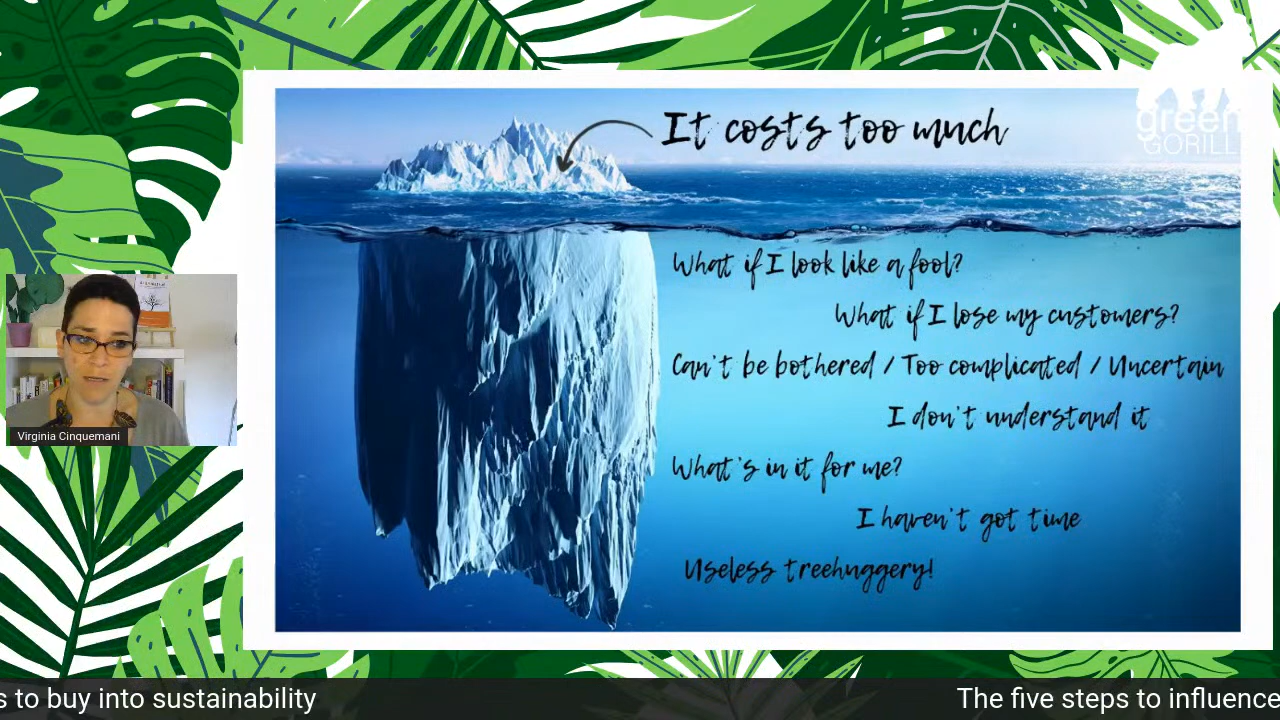 It costs too much
green
GORILL
What if I look like a fool?
What if I lose my customers?
Can't be bothered / Too complicated / Uncertain
I don't understand it
What's in it for me?
I haven't got time
Useless treehuggery!
Virginia Cinquemani
s to buy into sustainability
The five steps to influence